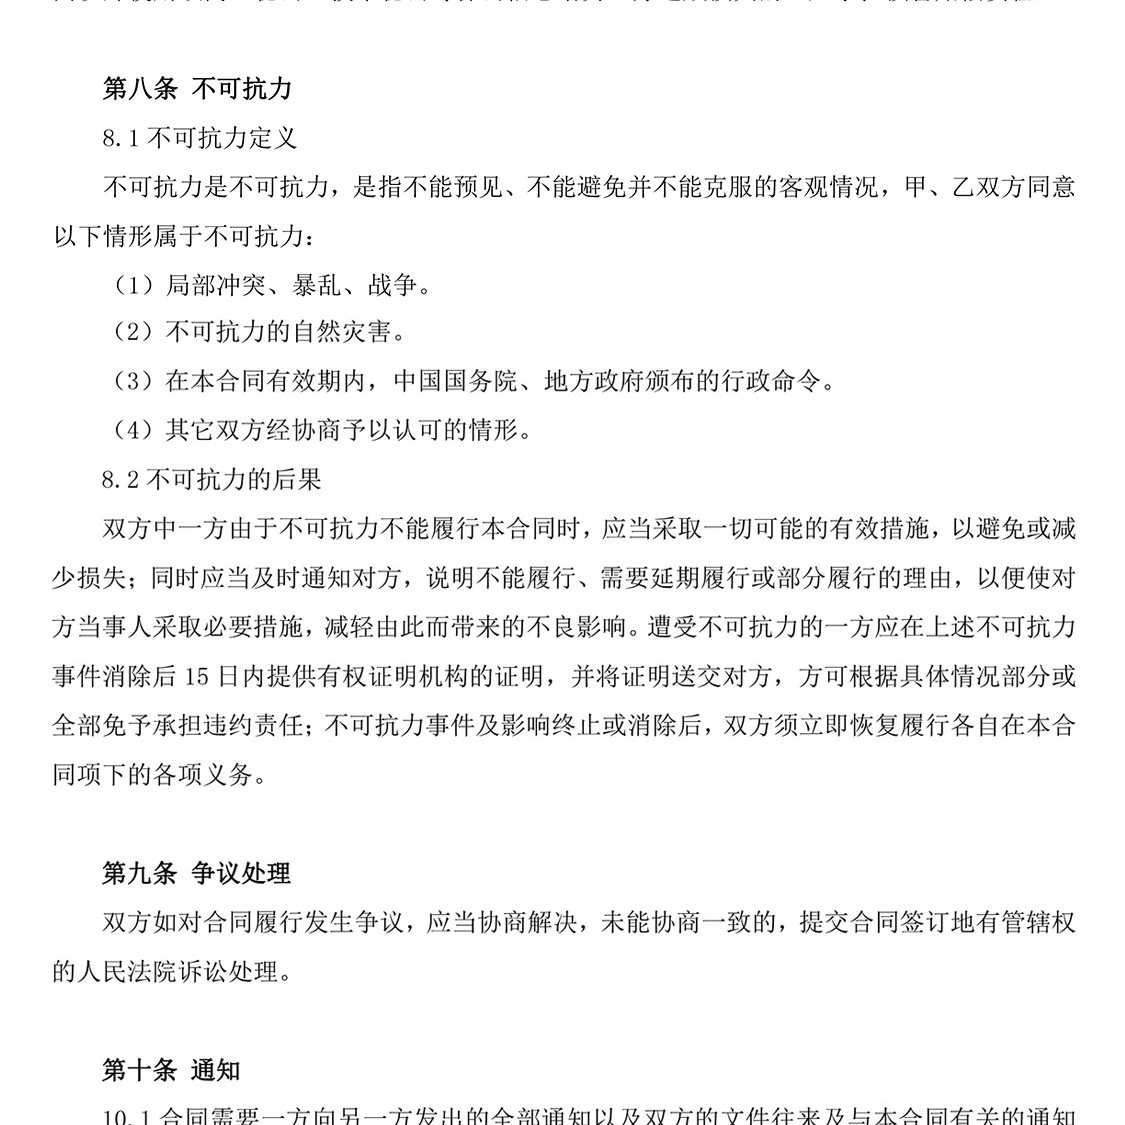 第八条 不可抗力
8.1 不可抗力定义
不可抗力是不可抗力，是指不能预见、不能避免并不能克服的客观情况，甲、乙双方同意
以下情形属于不可抗力：
（1）局部冲突、暴乱、战争。
（2）不可抗力的自然灾害。
（3）在本合同有效期内，中国国务院、地方政府颁布的行政命令。
（4）其它双方经协商予以认可的情形。
8.2 不可抗力的后果
双方中一方由于不可抗力不能履行本合同时，应当采取一切可能的有效措施，以避免或减
少损失；同时应当及时通知对方，说明不能履行、需要延期履行或部分履行的理由，以便使对
方当事人采取必要措施，减轻由此而带来的不良影响。遭受不可抗力的一方应在上述不可抗力
事件消除后 15 日内提供有权证明机构的证明，并将证明送交对方，方可根据具体情况部分或
全部免予承担违约责任；不可抗力事件及影响终止或消除后，双方须立即恢复履行各自在本合
同项下的各项义务。
第九条 争议处理
双方如对合同履行发生争议，应当协商解决，未能协商一致的，提交合同签订地有管辖权
的人民法院诉讼处理。
第十条 通知
10.1 合同需要一方向另一方发出的全部通知以及双方的文件往来及与本合同有关的通知